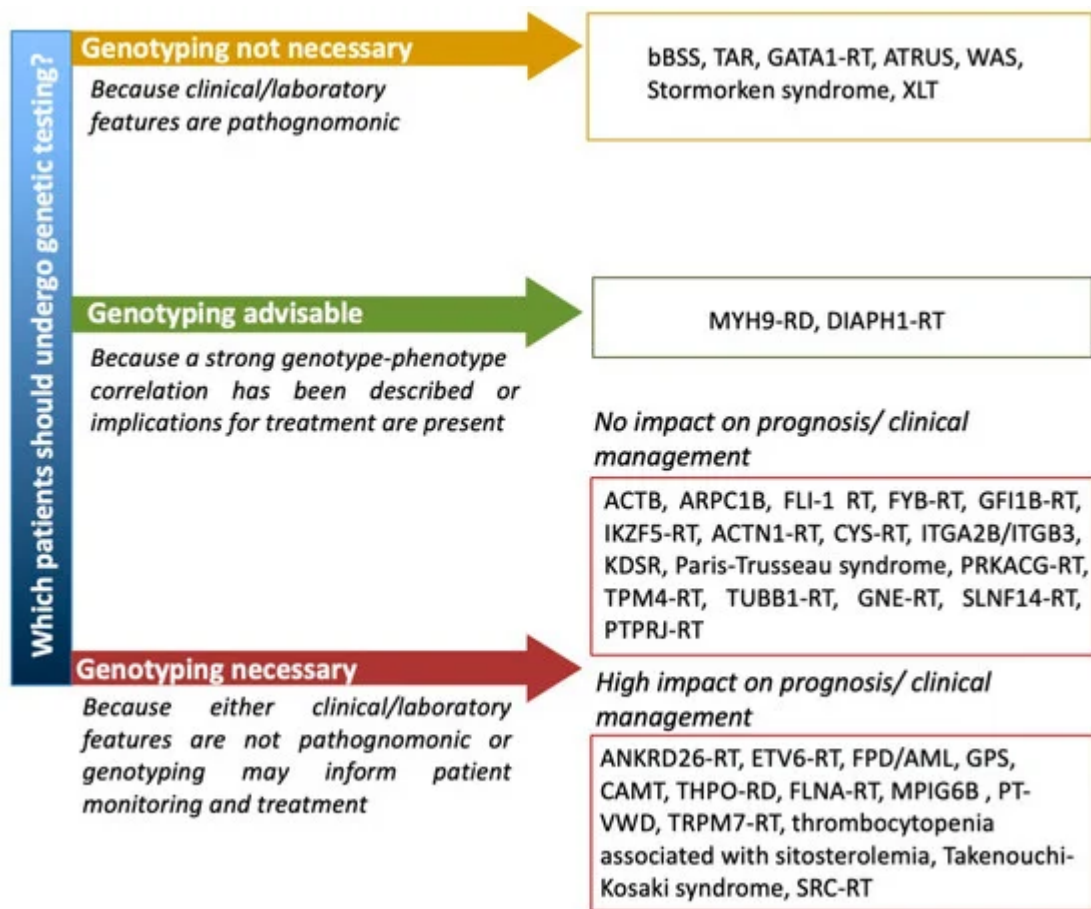 Which patients should undergo genetic testing?
Genotyping not necessary
Because clinical/laboratory
features are pathognomonic
bBSS, TAR, GATA1-RT, ATRUS, WAS,
Stormorken syndrome, XLT
Genotyping advisable
Because a strong genotype-phenotype
correlation has been described or
implications for treatment are present
MYH9-RD, DIAPH1-RT
No impact on prognosis/ clinical
management
ACTB, ARPC1B, FLI-1 RT, FYB-RT, GFI1B-RT,
IKZF5-RT, ACTN1-RT, CYS-RT, ITGA2B/ITGB3,
KDSR, Paris-Trusseau syndrome, PRKACG-RT,
TPM4-RT, TUBB1-RT, GNE-RT, SLNF14-RT,
PTPRJ-RT
Genotyping necessary
Because either clinical/laboratory
features are not pathognomonic or
genotyping may inform patient
monitoring and treatment
High impact on prognosis/ clinical
management
ANKRD26-RT, ETV6-RT, FPD/AML, GPS,
CAMT, THPO-RD, FLNA-RT, MPIG6B , PT-
VWD, TRPM7-RT, thrombocytopenia
associated with sitosterolemia, Takenouchi-
Kosaki syndrome, SRC-RT